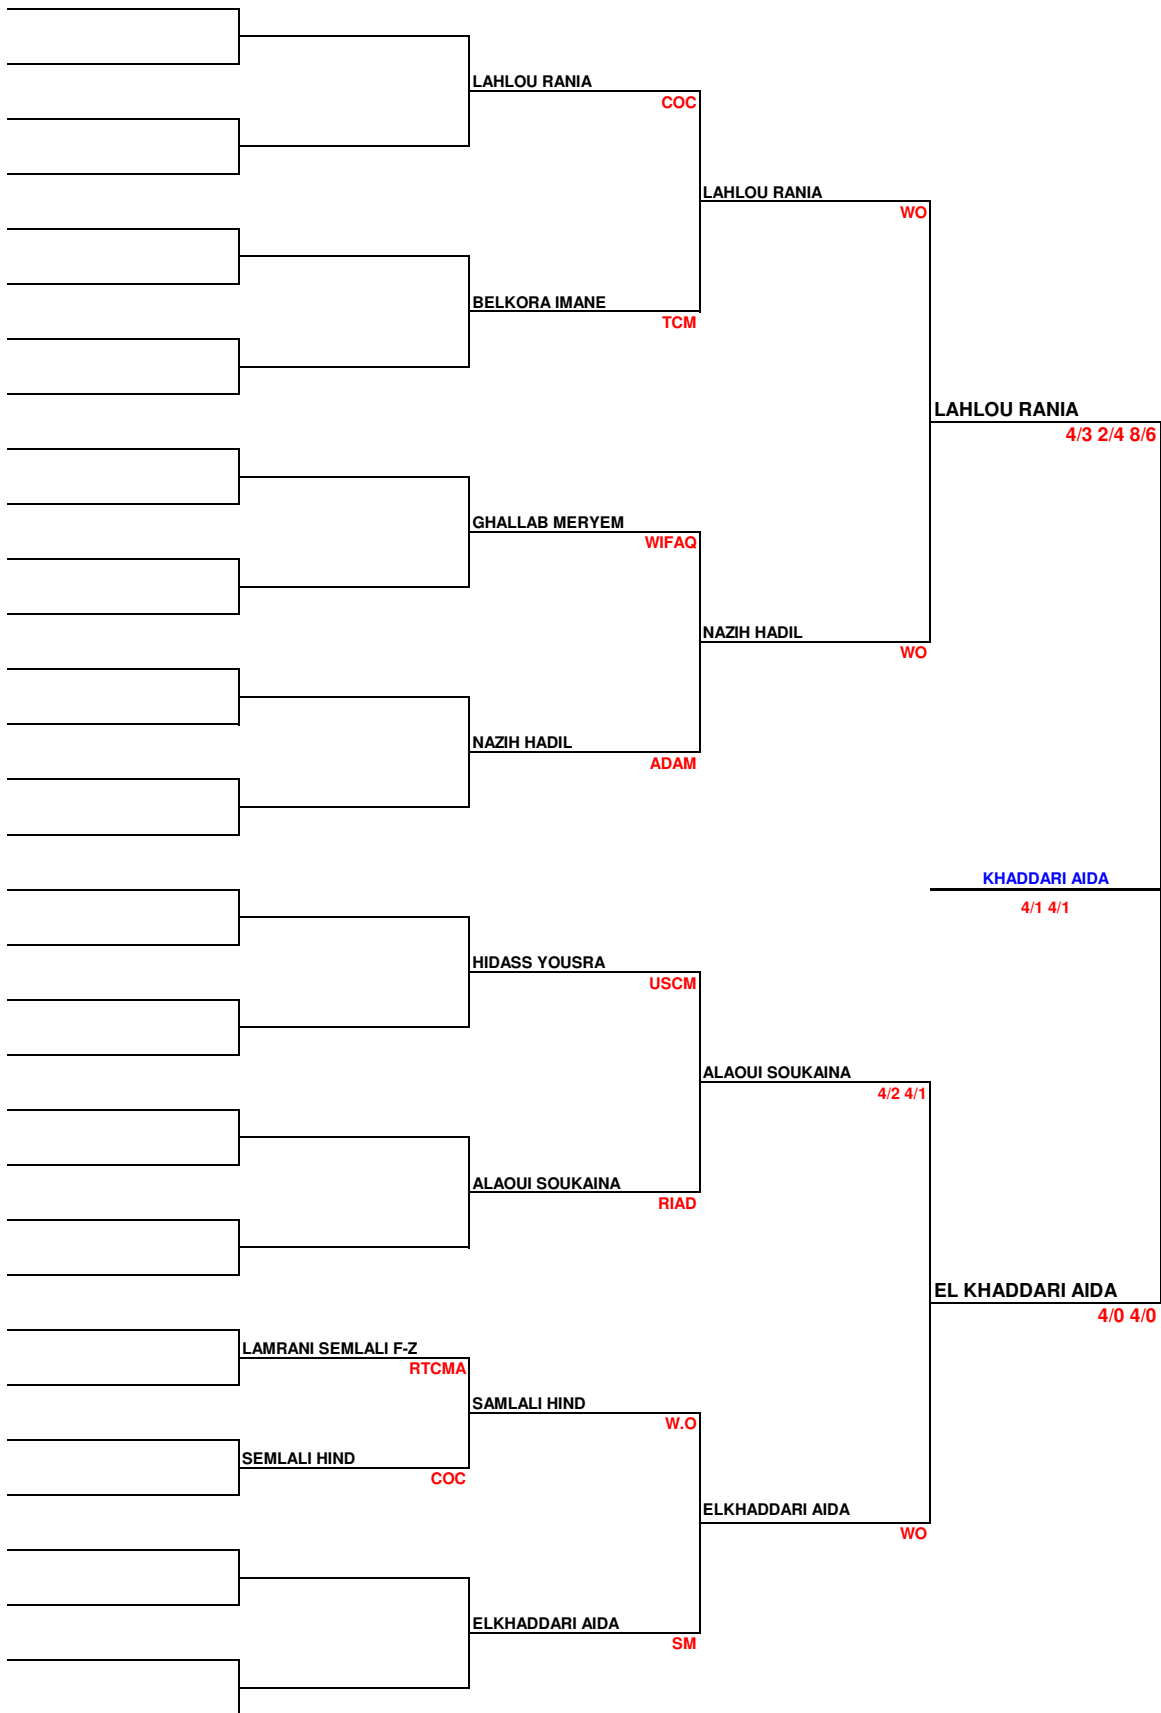 LAHLOU RANIA
COC
LAHLOU RANIA
WO
BELKORA IMANE
TCM
LAHLOU RANIA
4/3 2/4 8/6
GHALLAB MERYEM
WIFAQ
NAZIH HADIL
WO
NAZIH HADIL
ADAM
KHADDARI AIDA
4/1 4/1
HIDASS YOUSRA
USCM
ALAOUI SOUKAINA
4/2 4/1
ALAOUI SOUKAINA
RIAD
EL KHADDARI AIDA
4/0 4/0
LAMRANI SEMLALI F-Z
RTCMA
SAMLALI HIND
W.O
SEMLALI HIND
COC
ELKHADDARI AIDA
WO
ELKHADDARI AIDA
SM